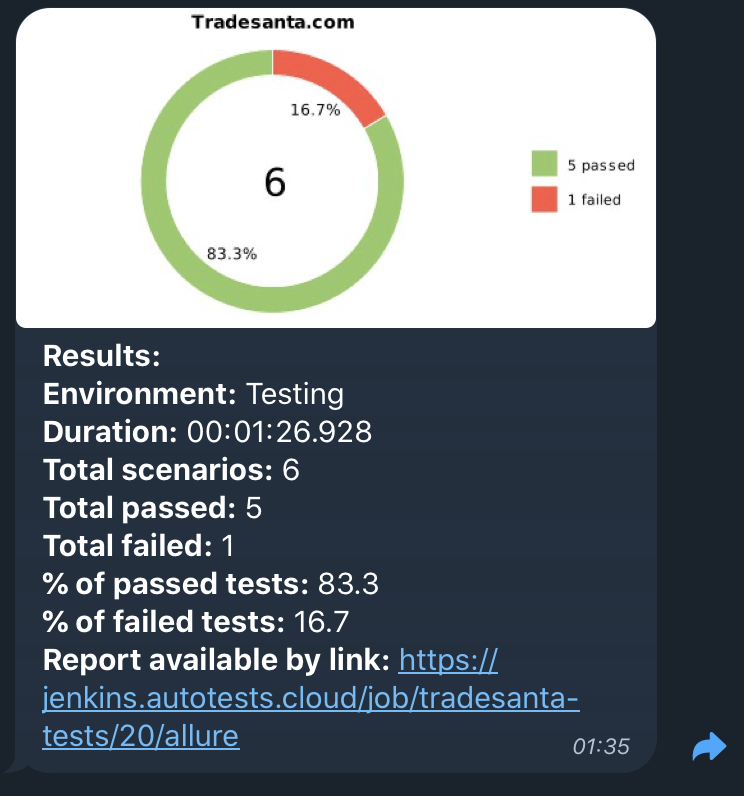 Tradesanta.com
16.7%
6
83.3%
5 passed
1 failed
Results:
Environment: Testing
Duration: 00:01:26.928
Total scenarios: 6
Total passed: 5
Total failed: 1
% of passed tests: 83.3
% of failed tests: 16.7
Report available by link: https://
jenkins.autotests.cloud/job/tradesanta-
tests/20/allure
01:35